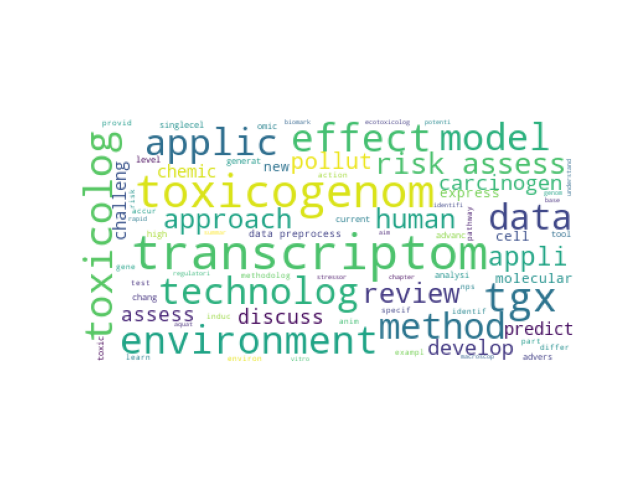 provid
singlecel
omic
biomark
ecotoxicolog
potenti
applic
effect
model
toxicolog
challeng
level
chemic
generat
new
pollut
risk assess
understand
action
carcinogen
toxicogenom
express
genom
risk
accur
rapid
approach
current
human
identifi
data
base
high
data preprocess
aim
advanc
pathway
cell
tool
transcriptom
appli
gene
regulatori
methodolog
stressor
chapter
analysi
molecular
test
technolog
review
nps
tgx
chang
specif
identif
assess
aquat
induc
discuss
anim
method
predict
toxic
environment
part
develop
differ
learn
environ
vitro
exampl
macroscop
advers